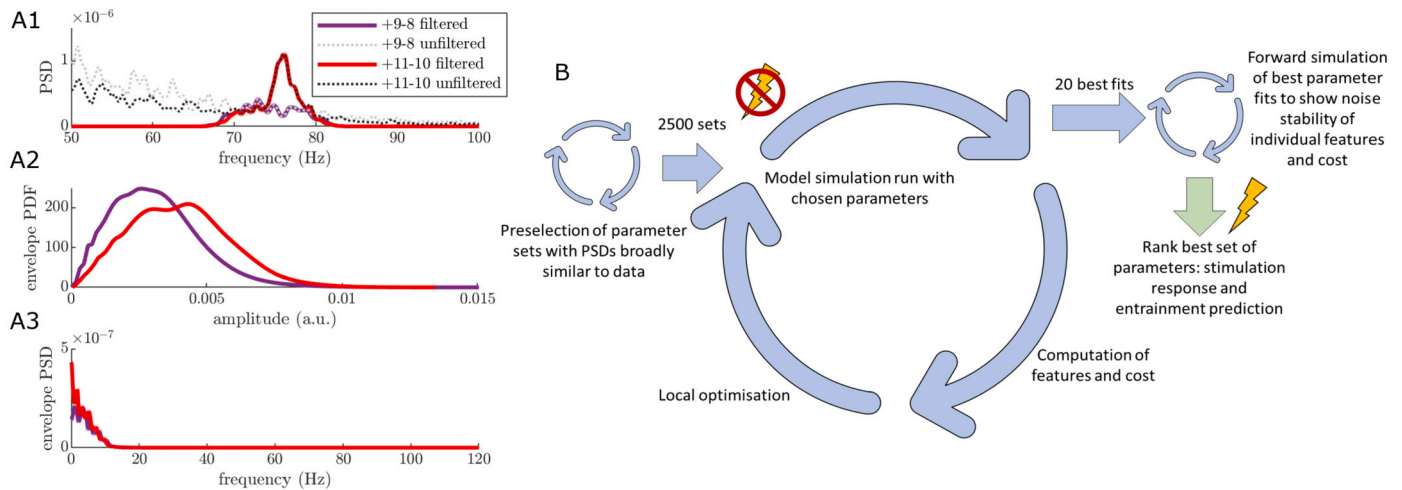 A1
×10⁻⁶
+9-8 filtered
+9-8 unfiltered
+11-10 filtered
+11-10 unfiltered
PSD
1
0
50
60
70
80
90
100
frequency (Hz)
A2
envelope PDF
200
100
0
0
0.005
0.01
0.015
amplitude (a.u.)
A3
×10⁻⁷
envelope PSD
5
0
0
20
40
60
80
100
120
frequency (Hz)
B
Preselection of parameter
sets with PSDs broadly
similar to data
2500 sets
Model simulation run with
chosen parameters
Computation of
features and cost
Local optimisation
20 best fits
Forward simulation
of best parameter
fits to show noise
stability of
individual features
and cost
Rank best set of
parameters: stimulation
response and
entrainment prediction